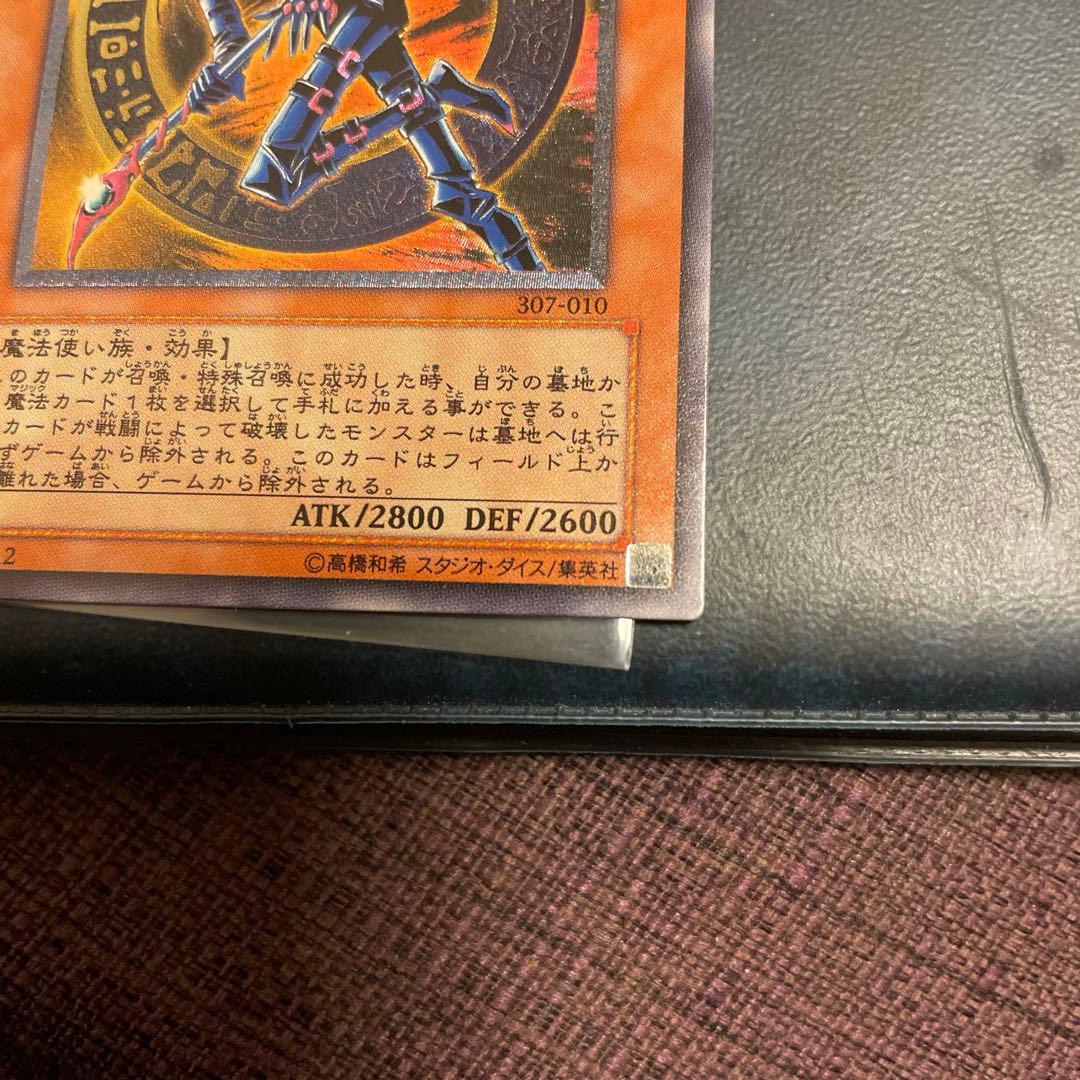 307-010
魔法使い族・効果】
のカードが召喚・特殊召喚に成功した時、自分の墓地か
魔法カード1枚を選択して手札に加える事ができる。こ
カードが戦闘によって破壊したモンスターは墓地へは行
ずゲームから除外される。このカードはフィールド上か
離れた場合、ゲームから除外される。
ATK/2800 DEF/2600
2 ©高橋和希 スタジオ・ダイス/集英社